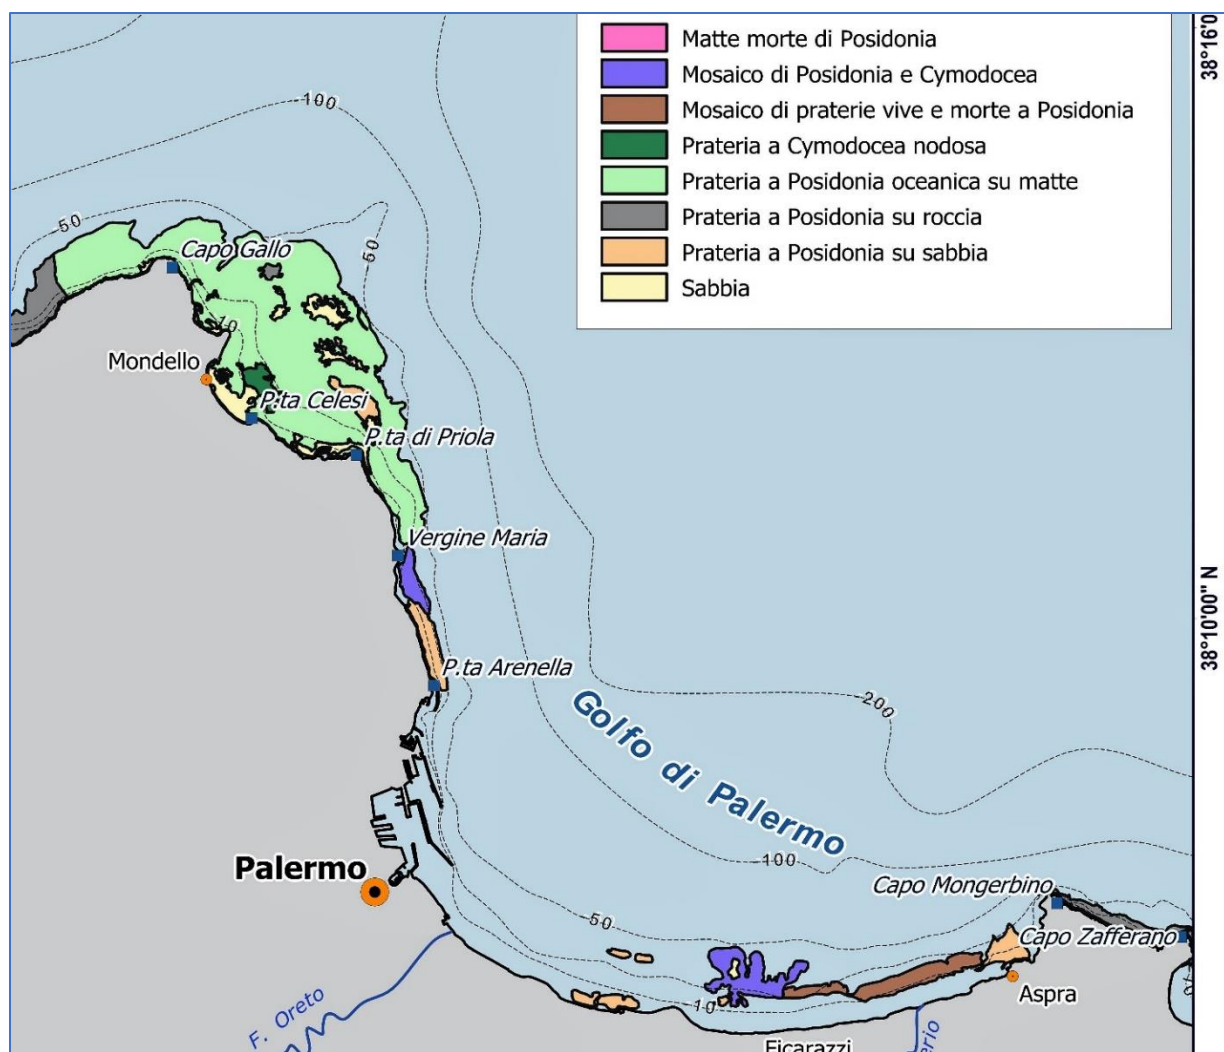 Matte morte di Posidonia
Mosaico di Posidonia e Cymodocea
Mosaico di praterie vive e morte a Posidonia
Prateria a Cymodocea nodosa
Prateria a Posidonia oceanica su matte
Prateria a Posidonia su roccia
Prateria a Posidonia su sabbia
Sabbia
38°16'0
100
50
Capo Gallo
50
10
Mondello
P.ta Celesi
P.ta di Priola
Vergine Maria
38°10'00" N
P.ta Arenella
200
Golfo di Palermo
100
Palermo
Capo Mongerbino
50
Capo Zafferano
10
Aspra
F. Oreto
Ficarazzi
erio